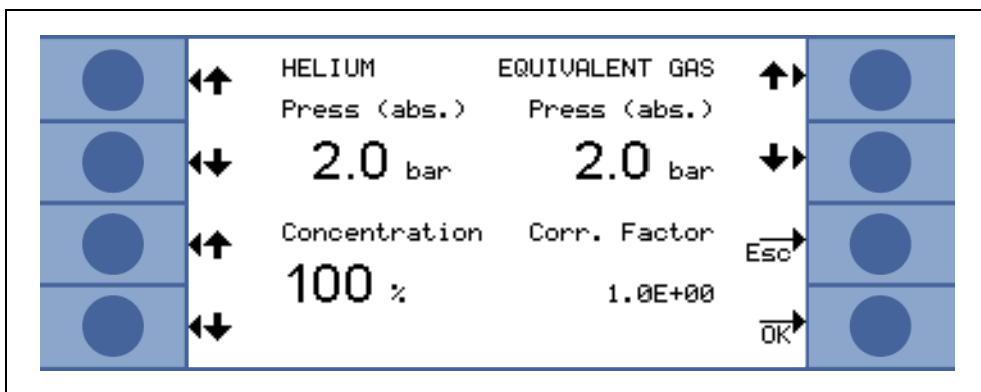 HELIUM EQUIVALENT GAS
Press (abs.) Press (abs.)
2.0 bar 2.0 bar
Concentration Corr. Factor
Esc
100 % 1.0E+00
OK